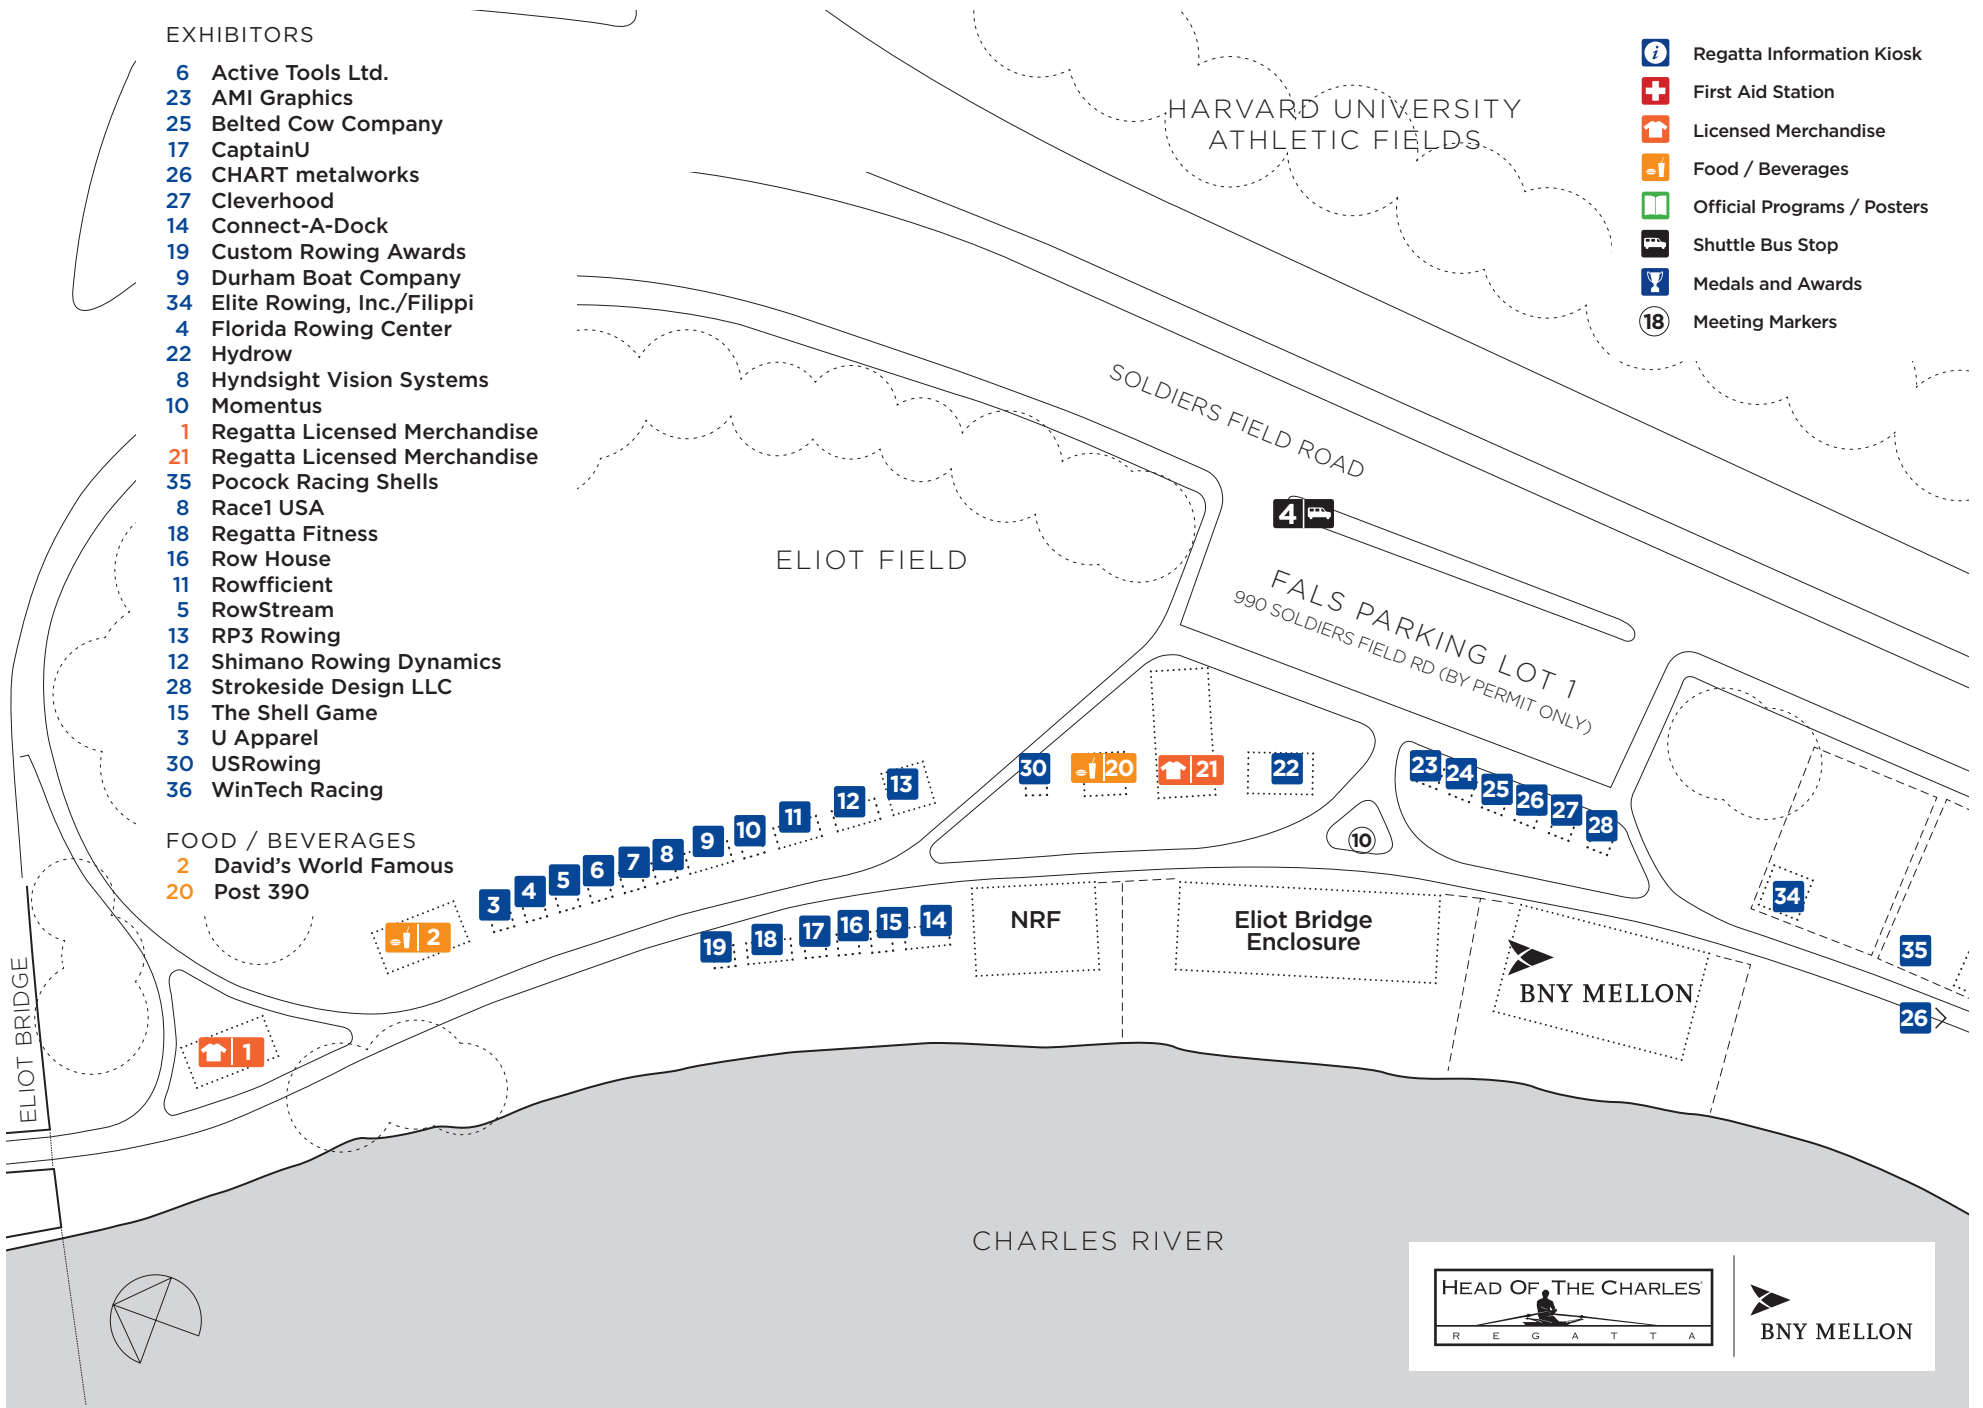 EXHIBITORS
6 Active Tools Ltd.
23 AMI Graphics
25 Belted Cow Company
17 CaptainU
26 CHART metalworks
27 Cleverhood
14 Connect-A-Dock
19 Custom Rowing Awards
9 Durham Boat Company
34 Elite Rowing, Inc./Filippi
4 Florida Rowing Center
22 Hydrow
8 Hyndsight Vision Systems
10 Momentus
1 Regatta Licensed Merchandise
21 Regatta Licensed Merchandise
35 Pocock Racing Shells
8 Race1 USA
18 Regatta Fitness
16 Row House
11 Rowfficient
5 RowStream
13 RP3 Rowing
12 Shimano Rowing Dynamics
28 Strokeside Design LLC
15 The Shell Game
3 U Apparel
30 USRowing
36 WinTech Racing
FOOD / BEVERAGES
2 David's World Famous
20 Post 390
Regatta Information Kiosk
First Aid Station
Licensed Merchandise
Food / Beverages
Official Programs / Posters
Shuttle Bus Stop
Medals and Awards
18 Meeting Markers
HARVARD UNIVERSITY
ATHLETIC FIELDS
SOLDIERS FIELD ROAD
4
ELIOT FIELD
FALS PARKING LOT 1
990 SOLDIERS FIELD RD (BY PERMIT ONLY)
30 20 21 22 23 24 25 26 27 28
10
3 4 5 6 7 8 9 10 11 12 13
2
19 18 17 16 15 14
NRF
Eliot Bridge
Enclosure
BNY MELLON
34
35
26
1
ELIOT BRIDGE
CHARLES RIVER
HEAD OF THE CHARLES®
REGATTA
BNY MELLON